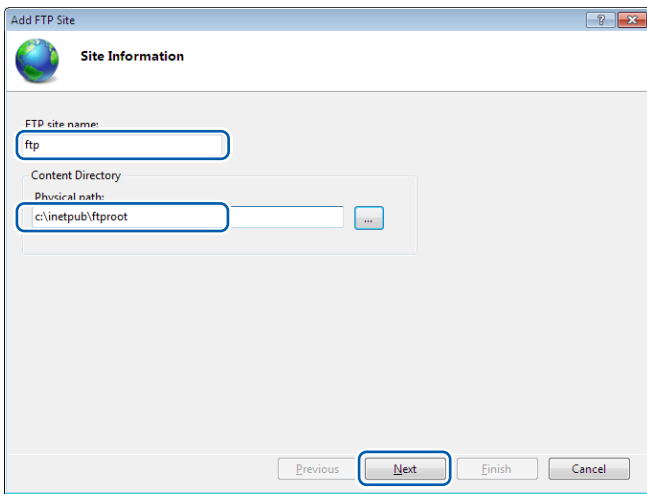 Add FTP Site
Site Information
FTP site name:
ftp
Content Directory
Physical path:
c:\inetpub\ftproot
...
Previous Next Finish Cancel